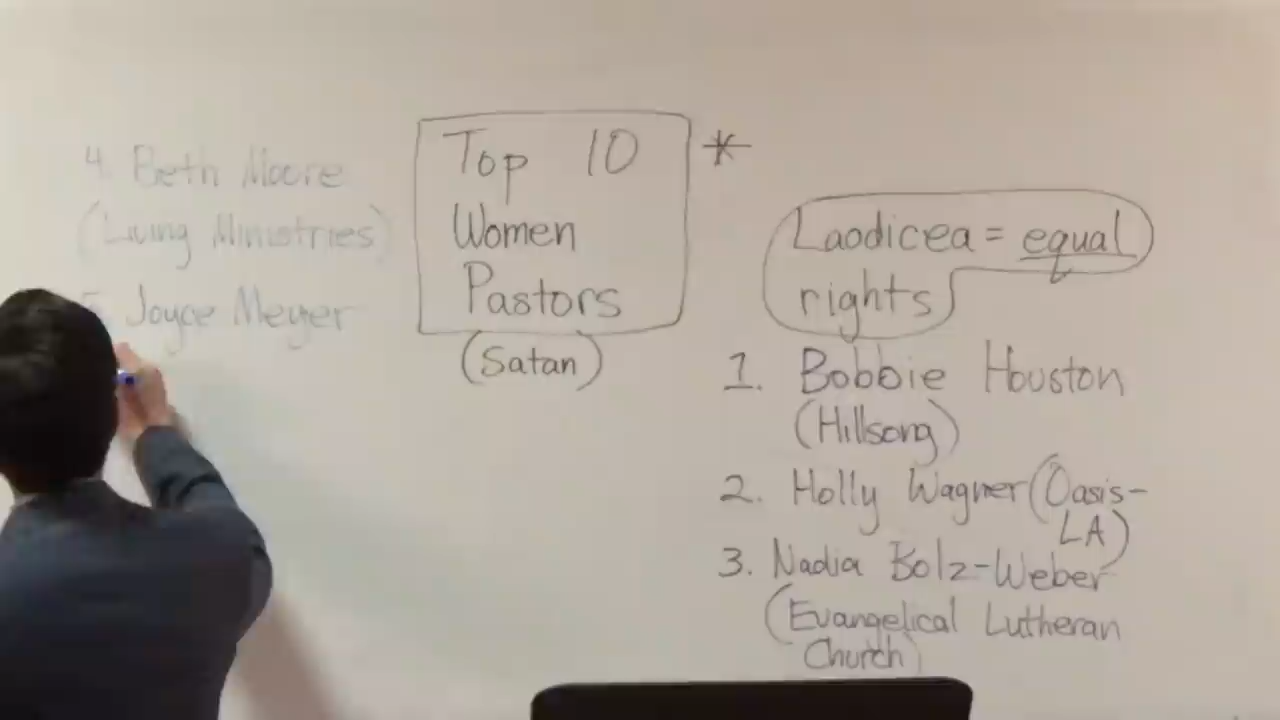 Top 10 *
Women
Pastors
(Satan)
Laodicea = equal
rights
1. Bobbie Houston
(Hillsong)
2. Holly Wagner (Oasis-
LA)
3. Nadia Bolz-Weber
(Evangelical Lutheran
Church)
4. Beth Moore
(Living Ministries)
5. Joyce Meyer